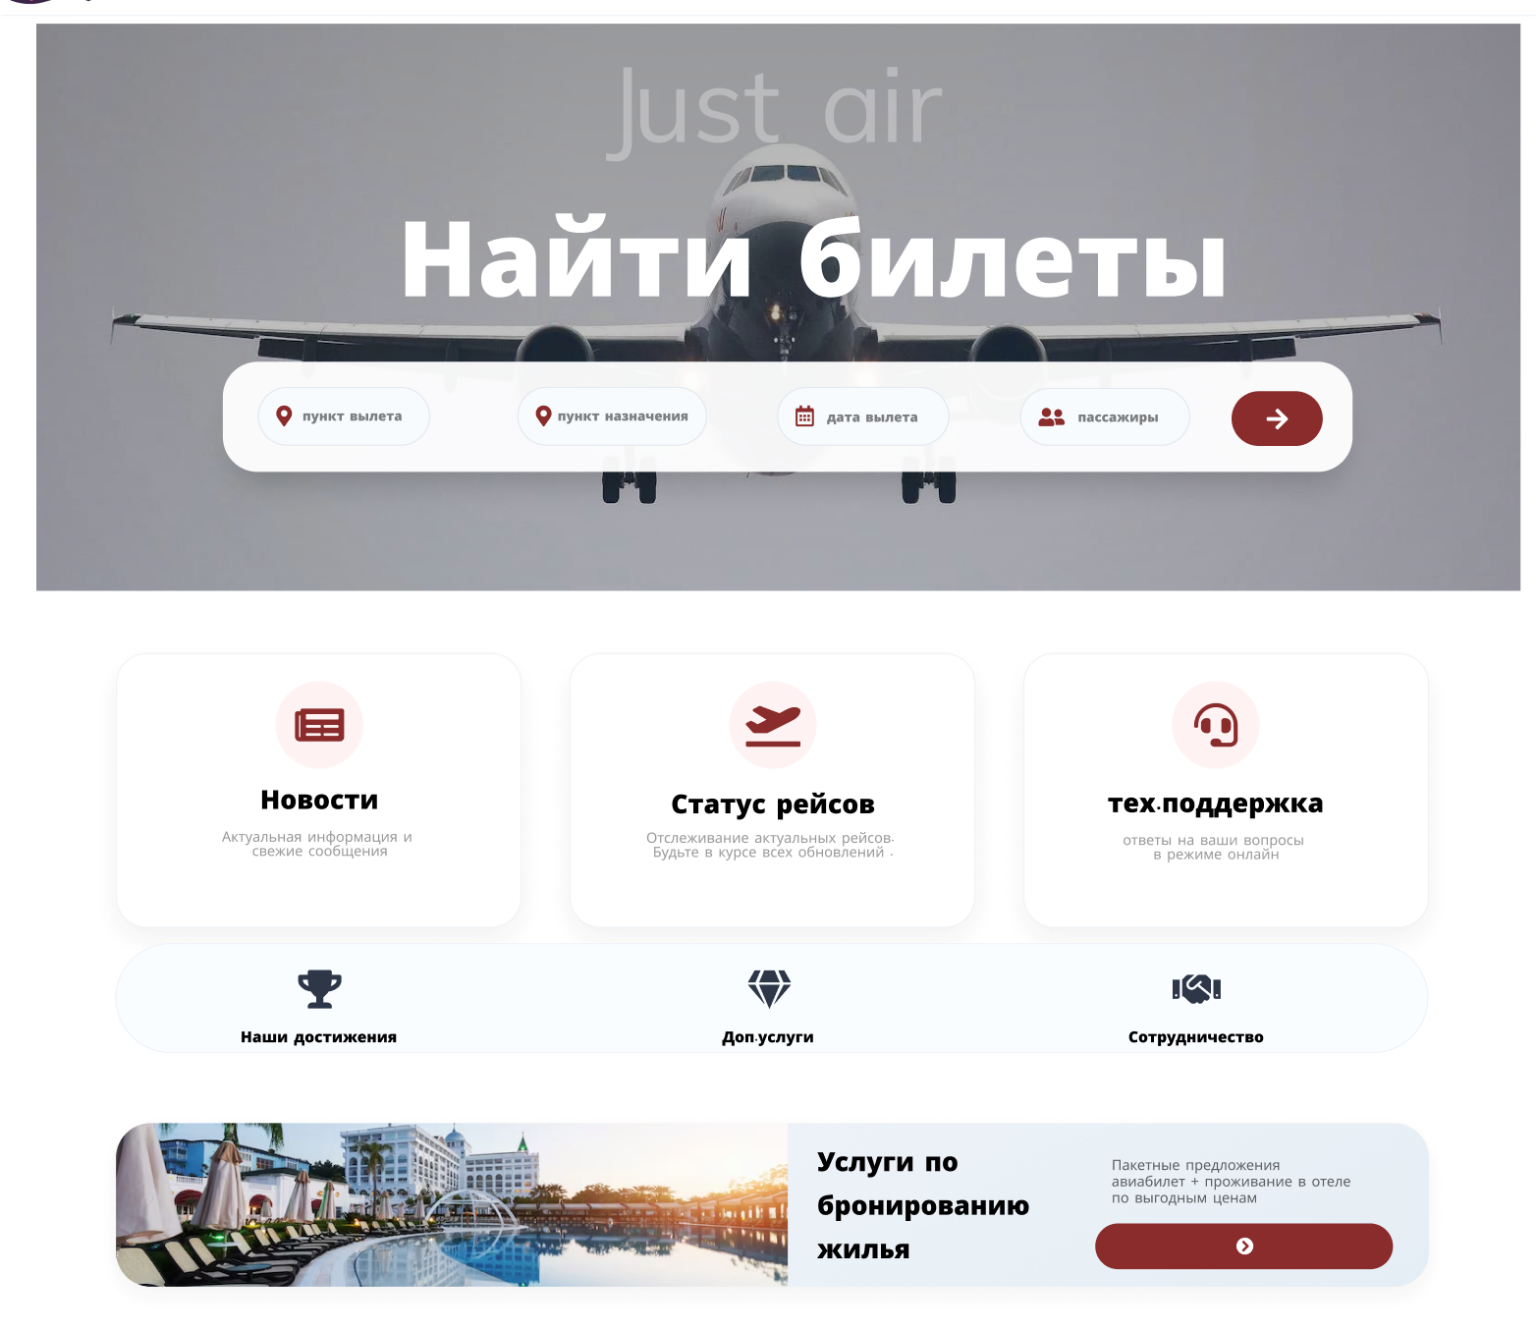 Just air
Найти билеты
пункт вылета
пункт назначения
дата вылета
пассажиры
Новости
Актуальная информация и
свежие сообщения
Статус рейсов
Отслеживание актуальных рейсов.
Будьте в курсе всех обновлений .
тех.поддержка
ответы на ваши вопросы
в режиме онлайн
Наши достижения
Доп.услуги
Сотрудничество
Услуги по
бронированию
жилья
Пакетные предложения
авиабилет + проживание в отеле
по выгодным ценам